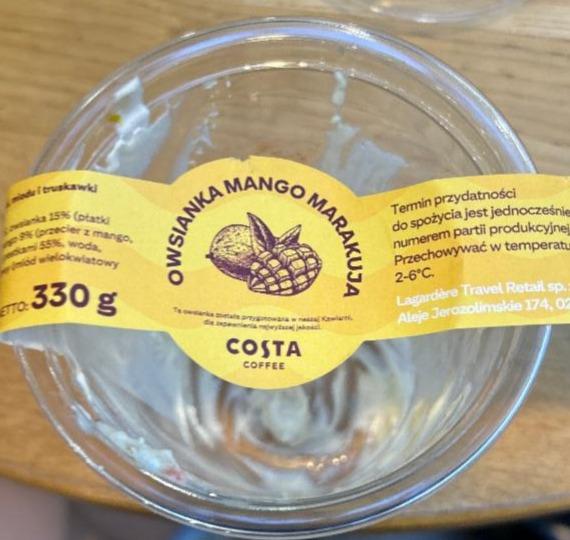 miodu i truskawki
owsianka 15% (płatki
9% (przecier z mango,
55%, woda,
(miód wielokwiatowy
ETTO: 330 g
OWSIANKA MANGO MARAKUJA
Ta owsianka została przygotowana w naszej Kawiarni,
dla zapewnienia najwyższej jakości.
COSTA
COFFEE
Termin przydatności
do spożycia jest jednocześnie
numerem partii produkcyjnej
Przechowywać w temperatu
2-6°C.
Lagardère Travel Retail sp.
Aleje Jerozolimskie 174, 02